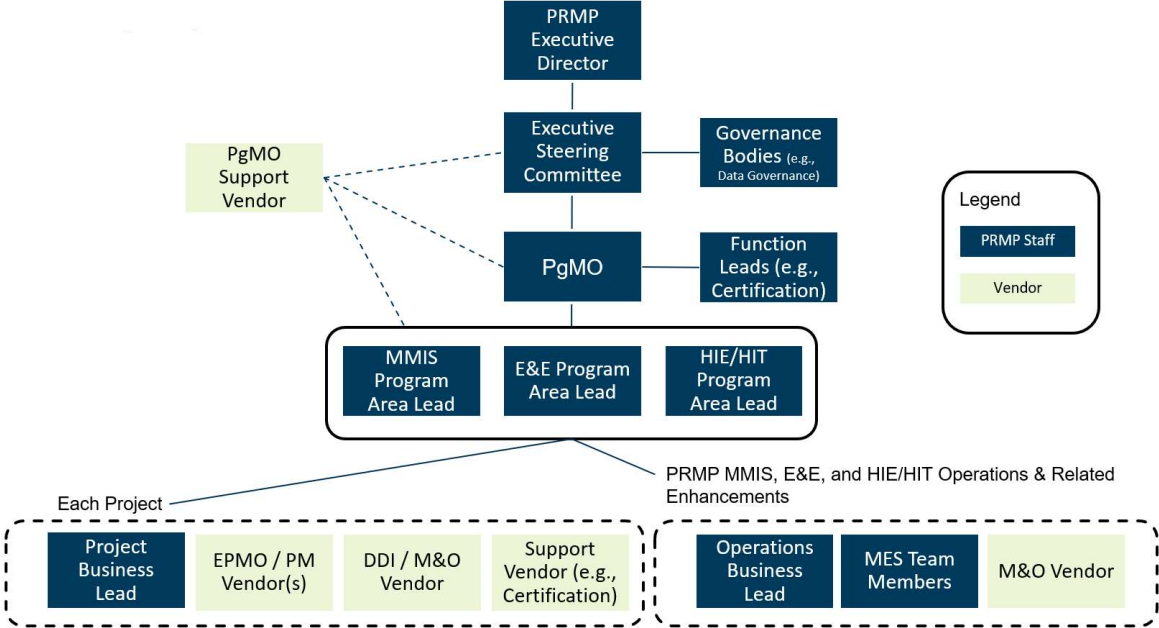 PRMP
Executive
Director
Executive
Steering
Committee
Governance
Bodies (e.g.,
Data Governance)
PgMO
Support
Vendor
Legend
PRMP Staff
Vendor
PgMO
Function
Leads (e.g.,
Certification)
MMIS
Program
Area Lead
E&E Program
Area Lead
HIE/HIT
Program
Area Lead
Each Project
PRMP MMIS, E&E, and HIE/HIT Operations & Related
Enhancements
Project
Business
Lead
EPMO / PM
Vendor(s)
DDI / M&O
Vendor
Support
Vendor (e.g.,
Certification)
Operations
Business
Lead
MES Team
Members
M&O Vendor